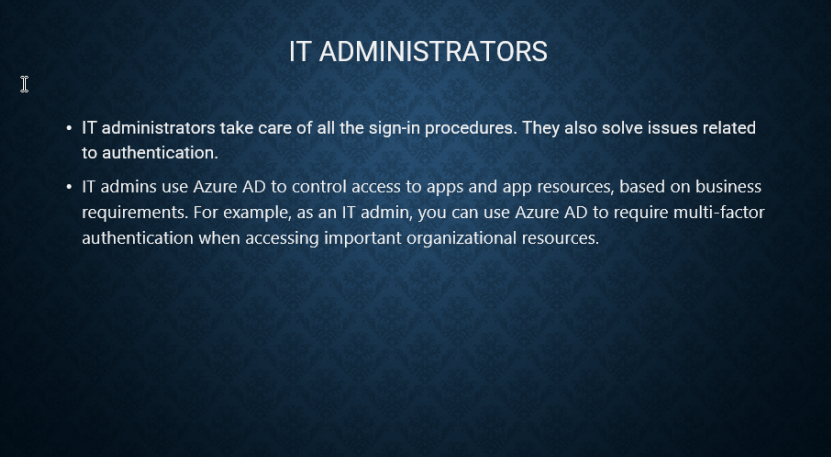 IT ADMINISTRATORS
• IT administrators take care of all the sign-in procedures. They also solve issues related
to authentication.
• IT admins use Azure AD to control access to apps and app resources, based on business
requirements. For example, as an IT admin, you can use Azure AD to require multi-factor
authentication when accessing important organizational resources.